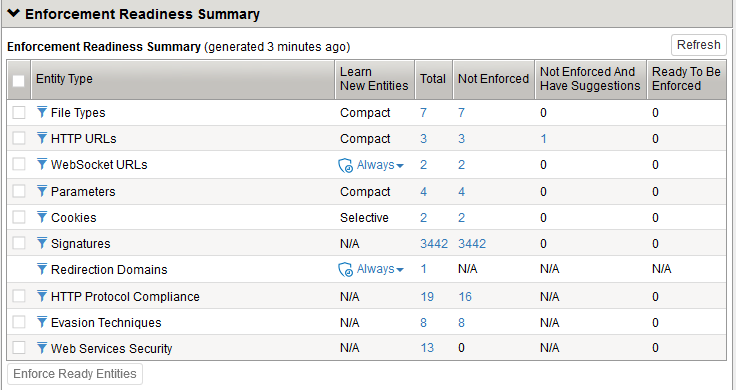 Enforcement Readiness Summary
Enforcement Readiness Summary (generated 3 minutes ago) Refresh
Entity Type Learn New Entities Total Not Enforced Not Enforced And Have Suggestions Ready To Be Enforced
File Types Compact 7 7 0 0
HTTP URLs Compact 3 3 1 0
WebSocket URLs Always 2 2 0 0
Parameters Compact 4 4 0 0
Cookies Selective 2 2 0 0
Signatures N/A 3442 3442 0 0
Redirection Domains Always 1 N/A N/A N/A
HTTP Protocol Compliance N/A 19 16 N/A 0
Evasion Techniques N/A 8 8 N/A 0
Web Services Security N/A 13 0 N/A 0
Enforce Ready Entities